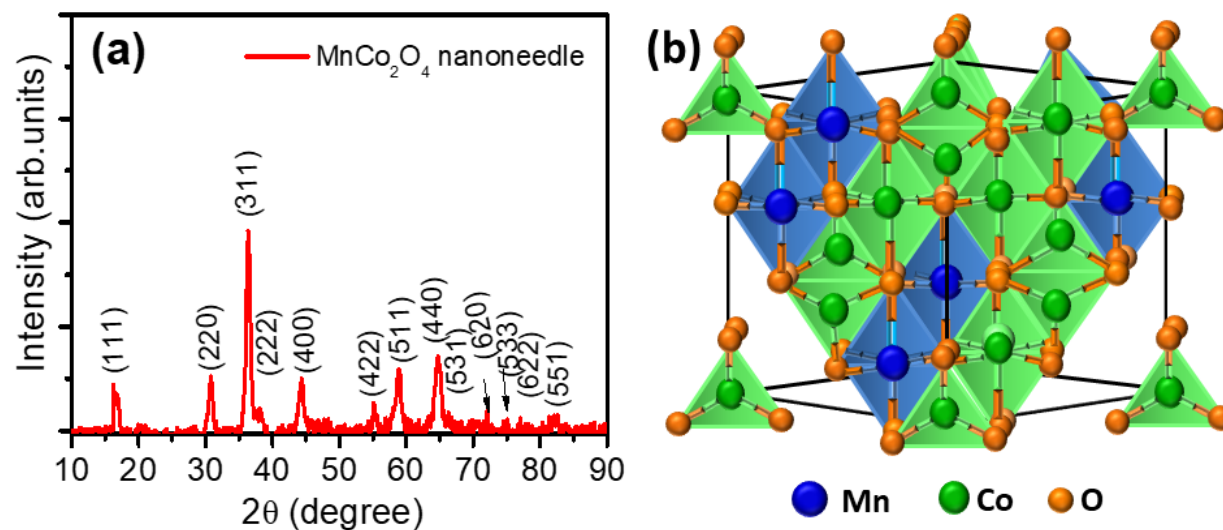 (a)
MnCo₂O₄ nanoneedle
Intensity (arb.units)
(111)
(220)
(311)
(222)
(400)
(422)
(511)
(440)
(531)
(620)
(533)
(622)
(551)
10 20 30 40 50 60 70 80 90
2θ (degree)
(b)
Mn Co O